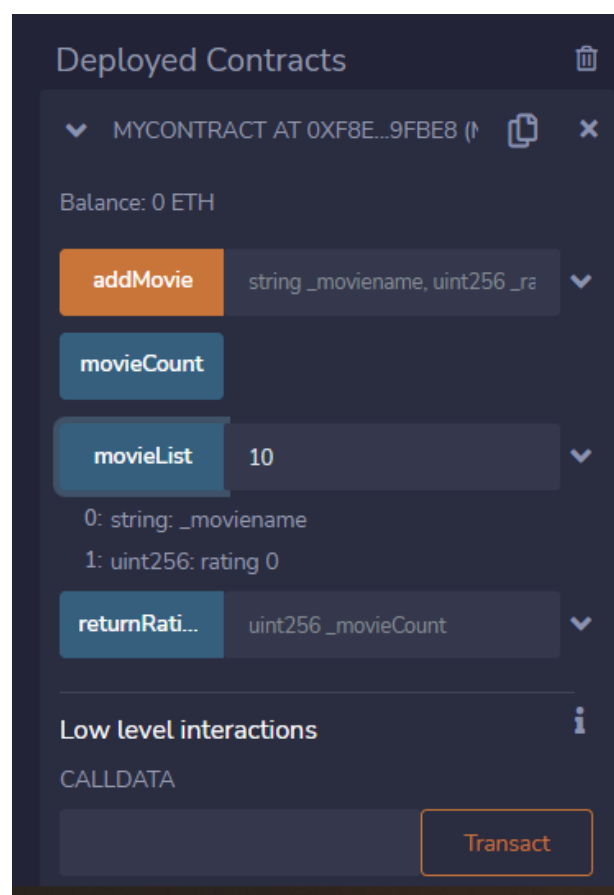 Deployed Contracts
MYCONTRACT AT 0XF8E...9FBE8 (M
Balance: 0 ETH
addMovie string _moviename, uint256 _ra
movieCount
movieList 10
0: string: _moviename
1: uint256: rating 0
returnRati... uint256 _movieCount
Low level interactions
CALLDATA
Transact